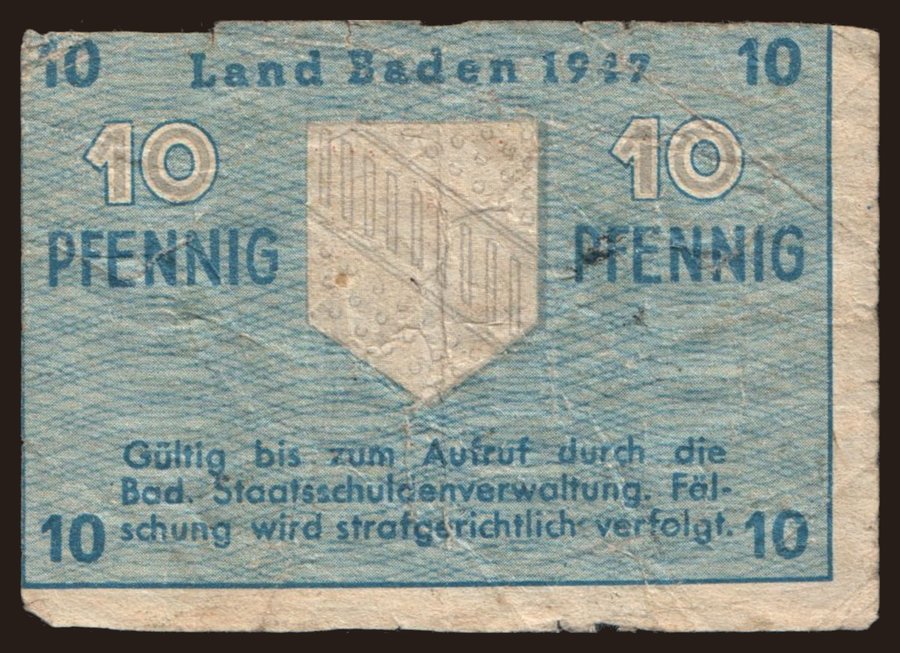 10 Land Baden 1947 10
10 10
PFENNIG PFENNIG
Gültig bis zum Aufruf durch die
Bad. Staatsschuldenverwaltung. Fäl-
10 schung wird strafgerichtlich verfolgt. 10